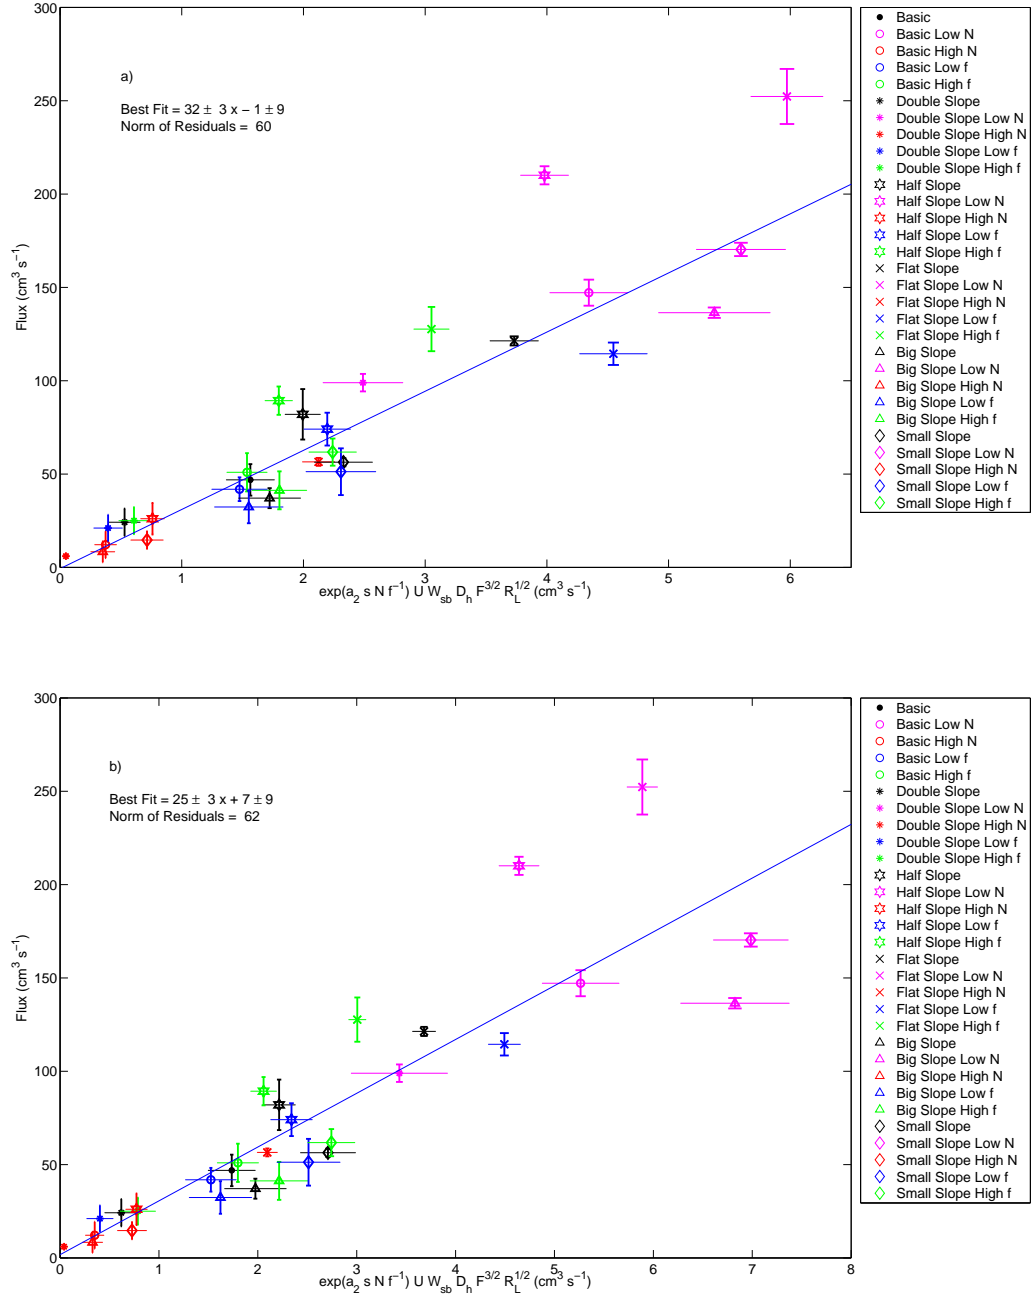 300
250
200
150
100
50
0
Flux (cm³ s⁻¹)
a)
Best Fit = 32 ± 3 x − 1 ± 9
Norm of Residuals = 60
0 1 2 3 4 5 6
exp(a₂ s N f⁻¹) U W_sb D_h F^3/2 R_L^1/2 (cm³ s⁻¹)
Basic
Basic Low N
Basic High N
Basic Low f
Basic High f
Double Slope
Double Slope Low N
Double Slope High N
Double Slope Low f
Double Slope High f
Half Slope
Half Slope Low N
Half Slope High N
Half Slope Low f
Half Slope High f
Flat Slope
Flat Slope Low N
Flat Slope High N
Flat Slope Low f
Flat Slope High f
Big Slope
Big Slope Low N
Big Slope High N
Big Slope Low f
Big Slope High f
Small Slope
Small Slope Low N
Small Slope High N
Small Slope Low f
Small Slope High f
300
250
200
150
100
50
0
Flux (cm³ s⁻¹)
b)
Best Fit = 25 ± 3 x + 7 ± 9
Norm of Residuals = 62
0 1 2 3 4 5 6 7 8
exp(a₂ s N f⁻¹) U W_sb D_h F^3/2 R_L^1/2 (cm³ s⁻¹)
Basic
Basic Low N
Basic High N
Basic Low f
Basic High f
Double Slope
Double Slope Low N
Double Slope High N
Double Slope Low f
Double Slope High f
Half Slope
Half Slope Low N
Half Slope High N
Half Slope Low f
Half Slope High f
Flat Slope
Flat Slope Low N
Flat Slope High N
Flat Slope Low f
Flat Slope High f
Big Slope
Big Slope Low N
Big Slope High N
Big Slope Low f
Big Slope High f
Small Slope
Small Slope Low N
Small Slope High N
Small Slope Low f
Small Slope High f